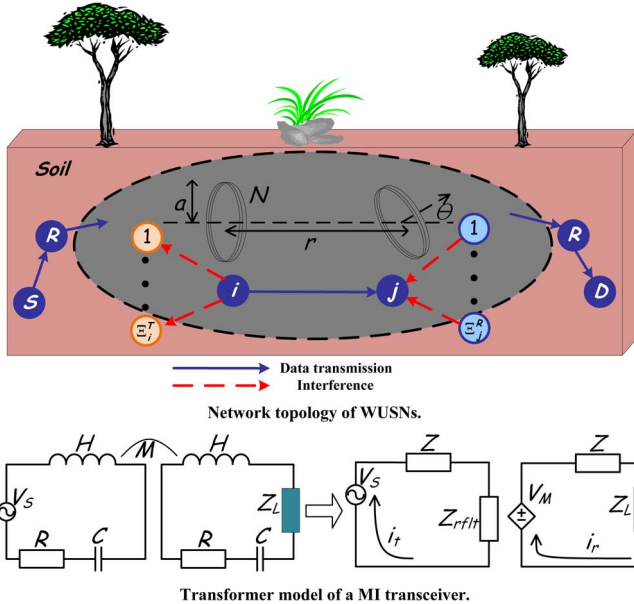 Soil
a
N
θ
r
R
1
1
R
S
i
j
D
Ξ_i^T
Ξ_j^R
Data transmission
Interference
Network topology of WUSNs.
H M H
Z
Z
V_S
Z_L
V_S
Z_rflt
V_M
Z_L
R C
R C
i_t
i_r
Transformer model of a MI transceiver.